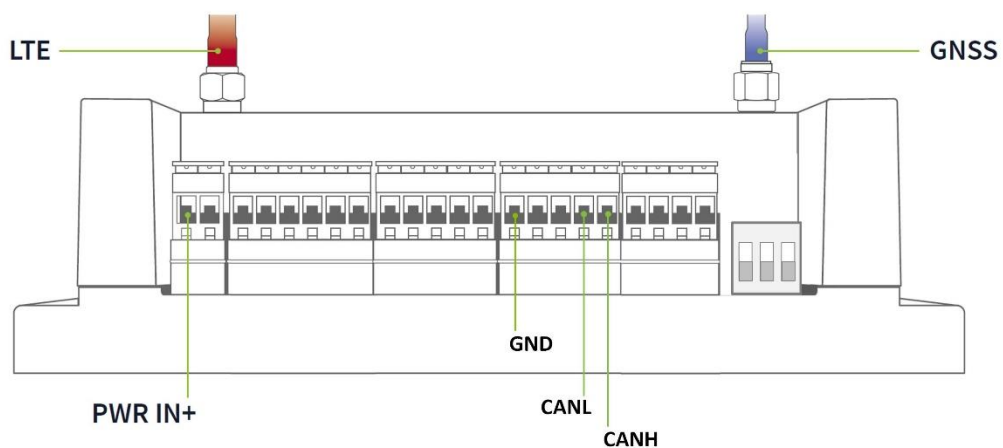 LTE
GNSS
GND
PWR IN+
CANL
CANH